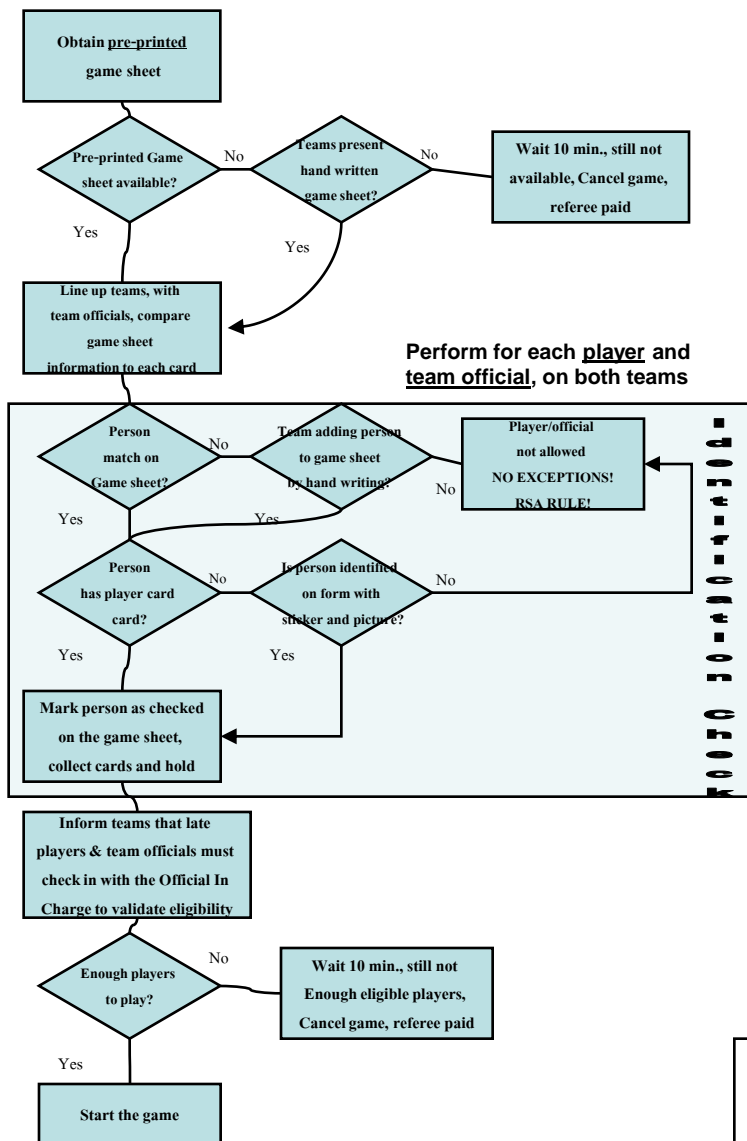 Obtain pre-printed
game sheet
Pre-printed Game
sheet available?
No
Teams present
hand written
game sheet?
No
Wait 10 min., still not
available, Cancel game,
referee paid
Yes
Yes
Line up teams, with
team officials, compare
game sheet
information to each card
Perform for each player and
team official, on both teams
Person
match on
Game sheet?
No
Team adding person
to game sheet
by hand writing?
No
Player/official
not allowed
NO EXCEPTIONS!
RSA RULE!
Yes
Yes
Person
has player card
card?
No
Is person identified
on form with
sticker and picture?
No
Yes
Yes
Mark person as checked
on the game sheet,
collect cards and hold
Identification Check
Inform teams that late
players & team officials must
check in with the Official In
Charge to validate eligibility
Enough players
to play?
No
Wait 10 min., still not
Enough eligible players,
Cancel game, referee paid
Yes
Start the game